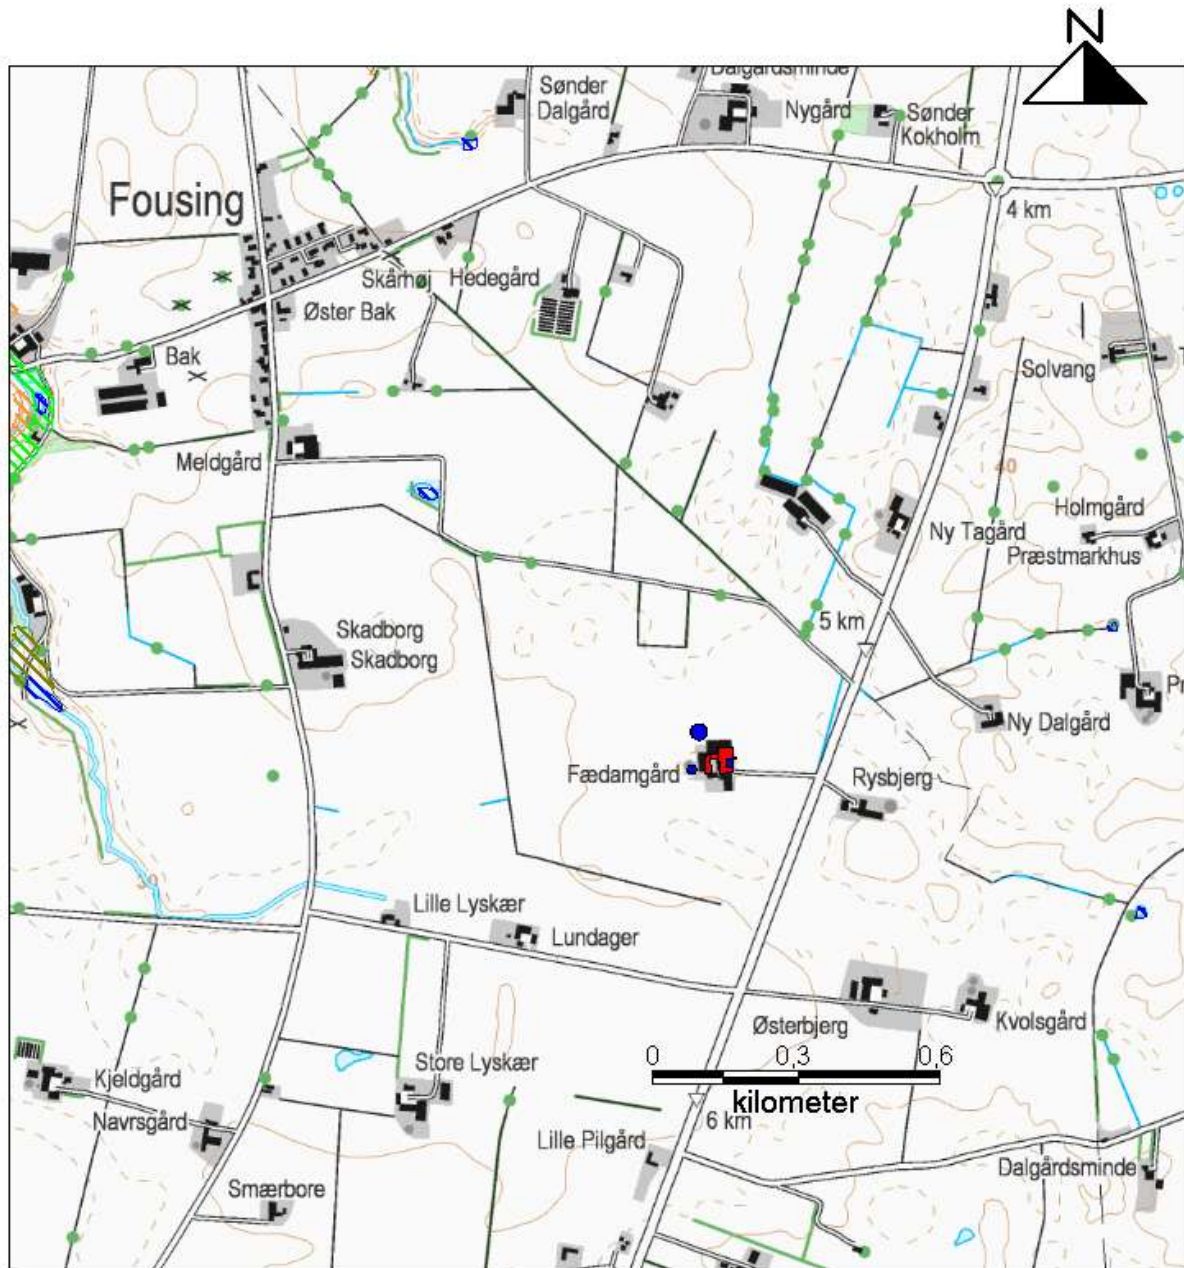 N
Dalgårdsminde
Sønder
Dalgård
Nygård
Sønder
Kokholm
Fousing
4 km
Skårhøj
Hedegård
Øster Bak
Bak
Solvang
Meldgård
40
Holmgård
Ny Tagård
Præstmarkhus
5 km
Skadborg
Skadborg
Ny Dalgård
Fædamgård
Rysbjerg
30
Lille Lyskær
Lundager
Østerbjerg
Kvolsgård
0 0.3 0.6
kilometer
Store Lyskær
Kjeldgård
Navrsgård
6 km
Lille Pilgård
Dalgårdsminde
Smærbore